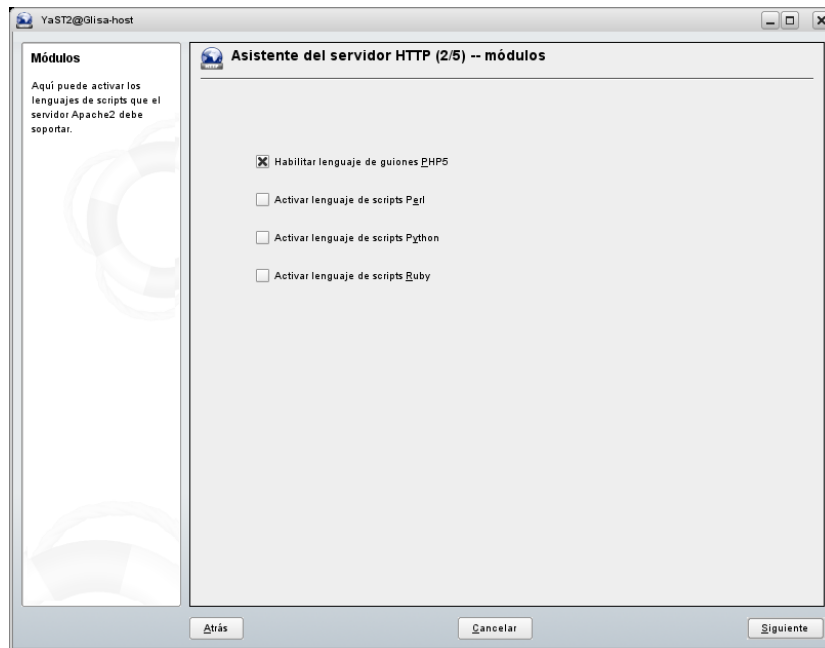 YaST2@Glisa-host
Módulos
Aquí puede activar los
lenguajes de scripts que el
servidor Apache2 debe
soportar.
Asistente del servidor HTTP (2/5) -- módulos
Habilitar lenguaje de guiones PHP5
Activar lenguaje de scripts Perl
Activar lenguaje de scripts Python
Activar lenguaje de scripts Ruby
Atrás
Cancelar
Siguiente